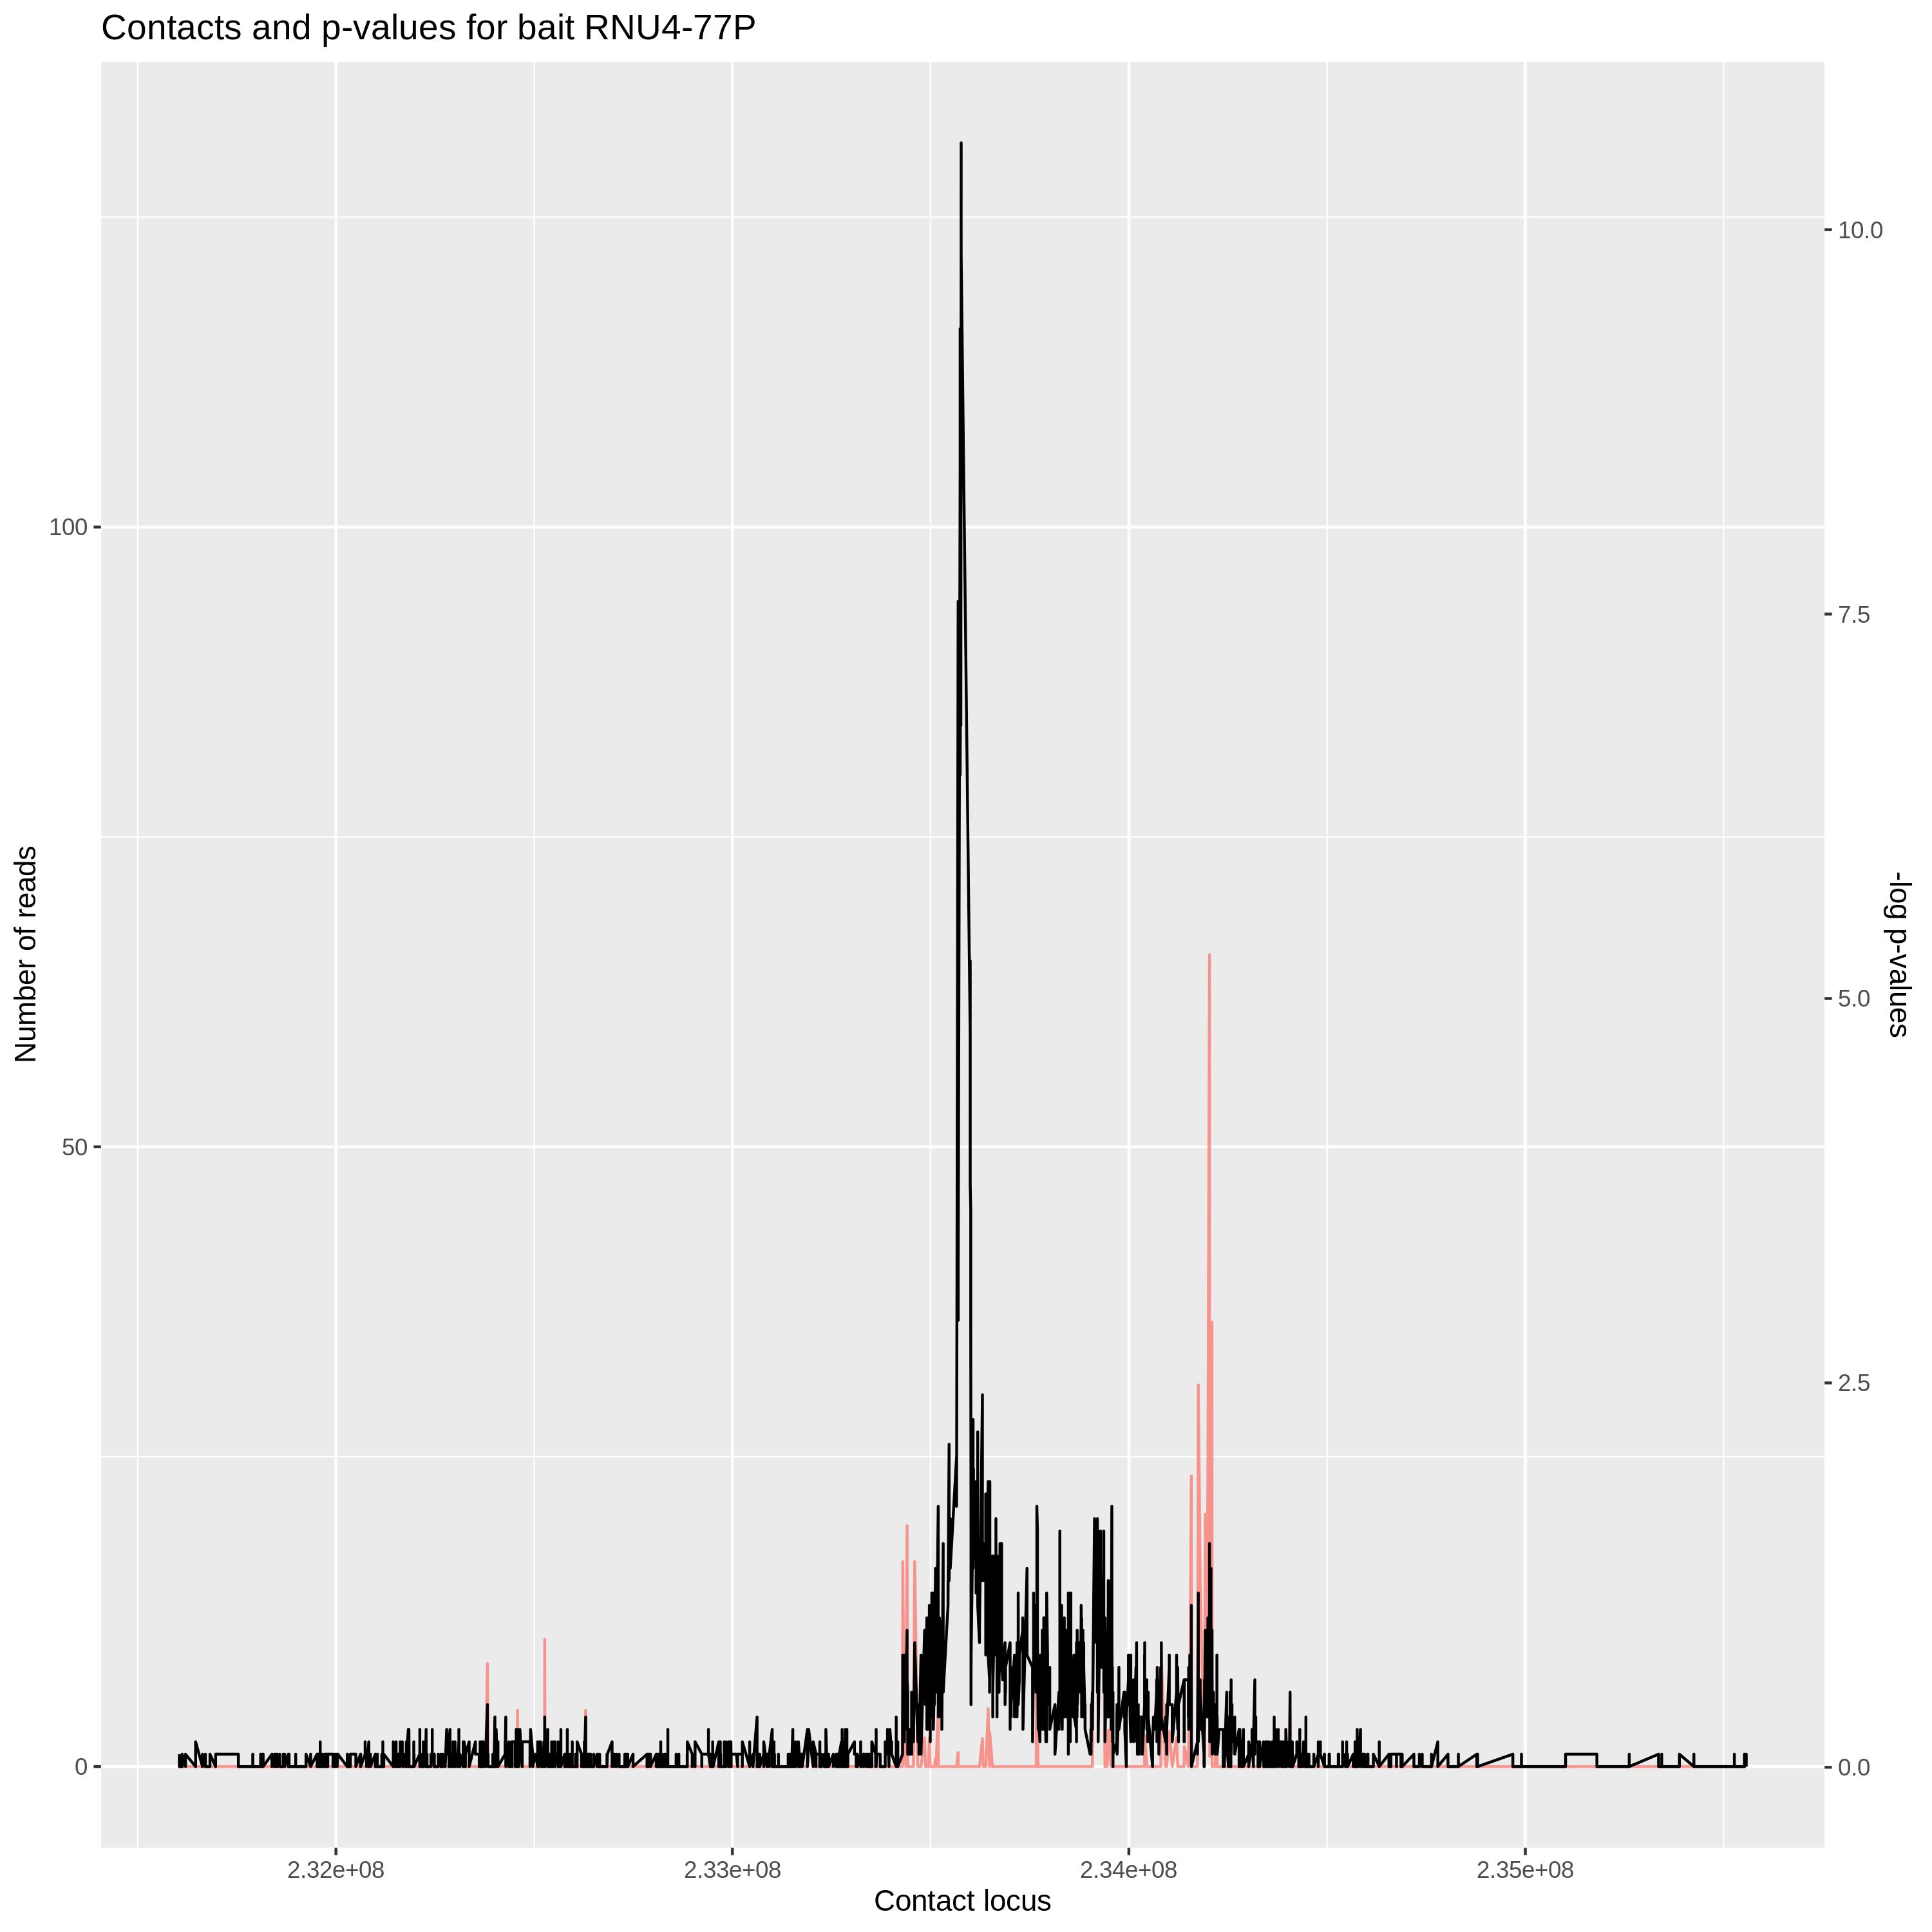 Contacts and p-values for bait RNU4-77P
Number of reads
100
50
0
10.0
7.5
5.0
2.5
0.0
-log p-values
2.32e+08
2.33e+08
2.34e+08
2.35e+08
Contact locus